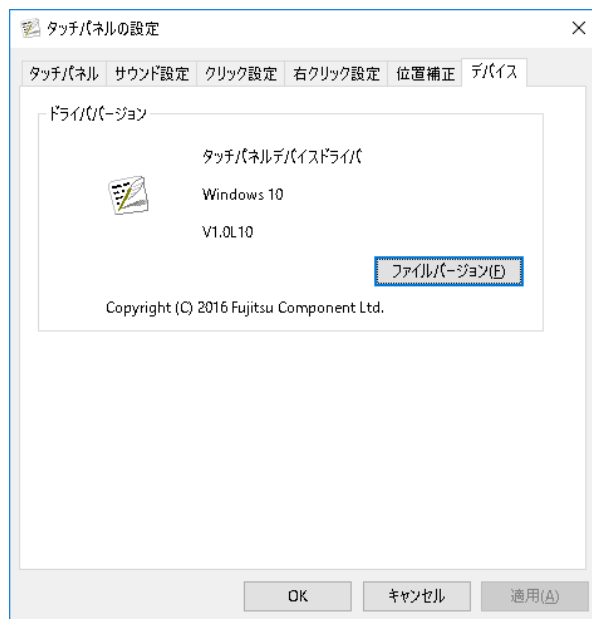 タッチパネルの設定
タッチパネル サウンド設定 クリック設定 右クリック設定 位置補正 デバイス
ドライババージョン
タッチパネルデバイスドライバ
Windows 10
V1.0L10
ファイルバージョン(F)
Copyright (C) 2016 Fujitsu Component Ltd.
OK キャンセル 適用(A)